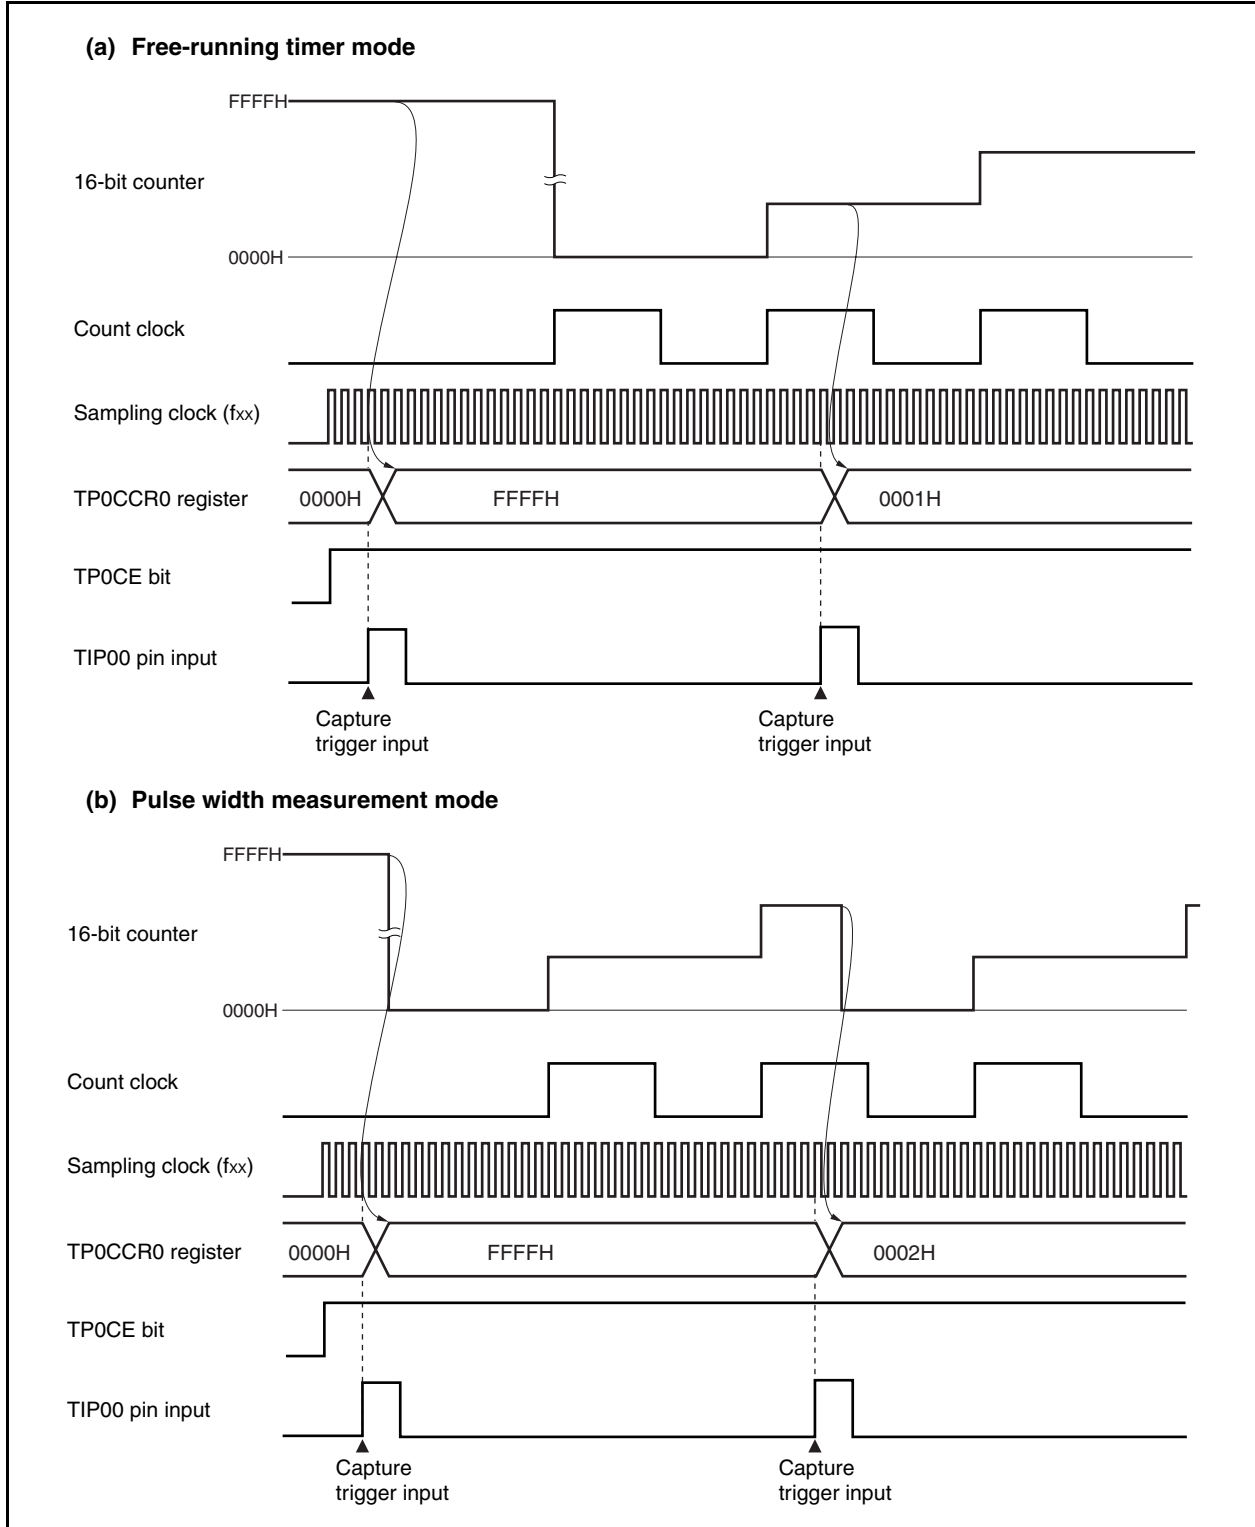 (a) Free-running timer mode
FFFFH
16-bit counter
0000H
Count clock
Sampling clock (fxx)
TP0CCR0 register 0000H FFFFH 0001H
TP0CE bit
TIP00 pin input
Capture Capture
trigger input trigger input
(b) Pulse width measurement mode
FFFFH
16-bit counter
0000H
Count clock
Sampling clock (fxx)
TP0CCR0 register 0000H FFFFH 0002H
TP0CE bit
TIP00 pin input
Capture Capture
trigger input trigger input